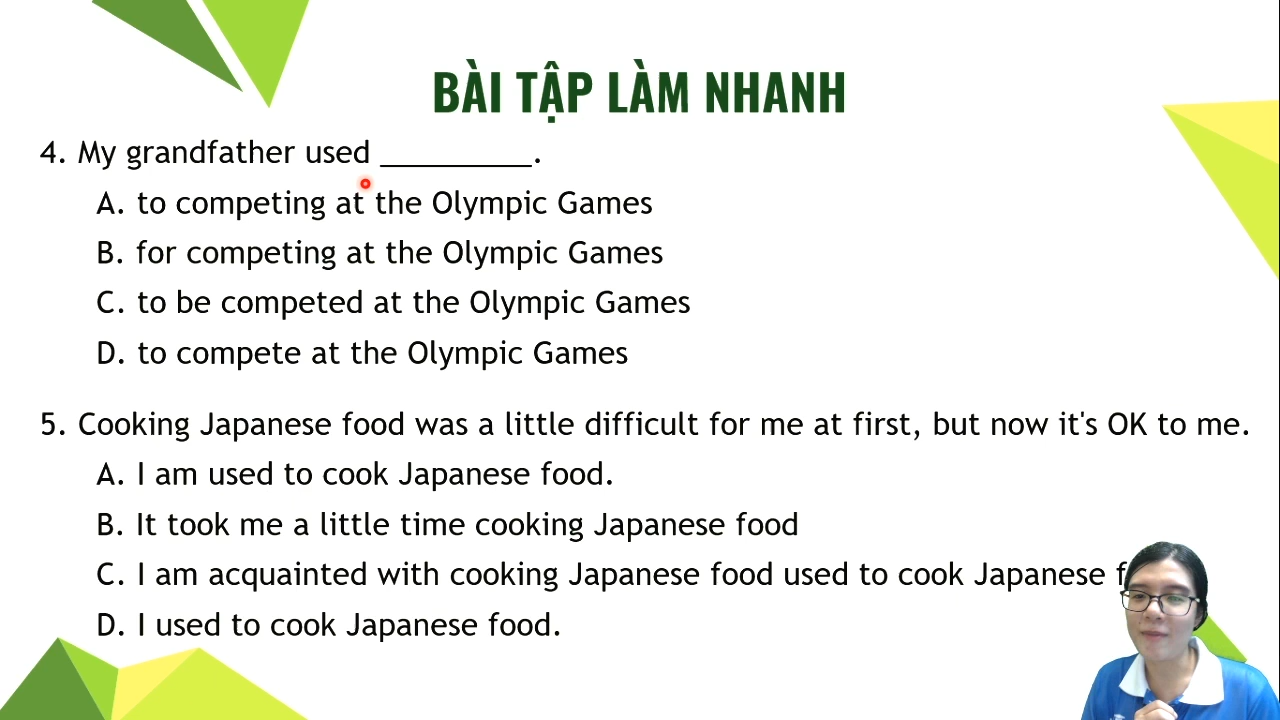 BÀI TẬP LÀM NHANH
4. My grandfather used _________.
A. to competing at the Olympic Games
B. for competing at the Olympic Games
C. to be competed at the Olympic Games
D. to compete at the Olympic Games
5. Cooking Japanese food was a little difficult for me at first, but now it's OK to me.
A. I am used to cook Japanese food.
B. It took me a little time cooking Japanese food
C. I am acquainted with cooking Japanese food used to cook Japanese
D. I used to cook Japanese food.